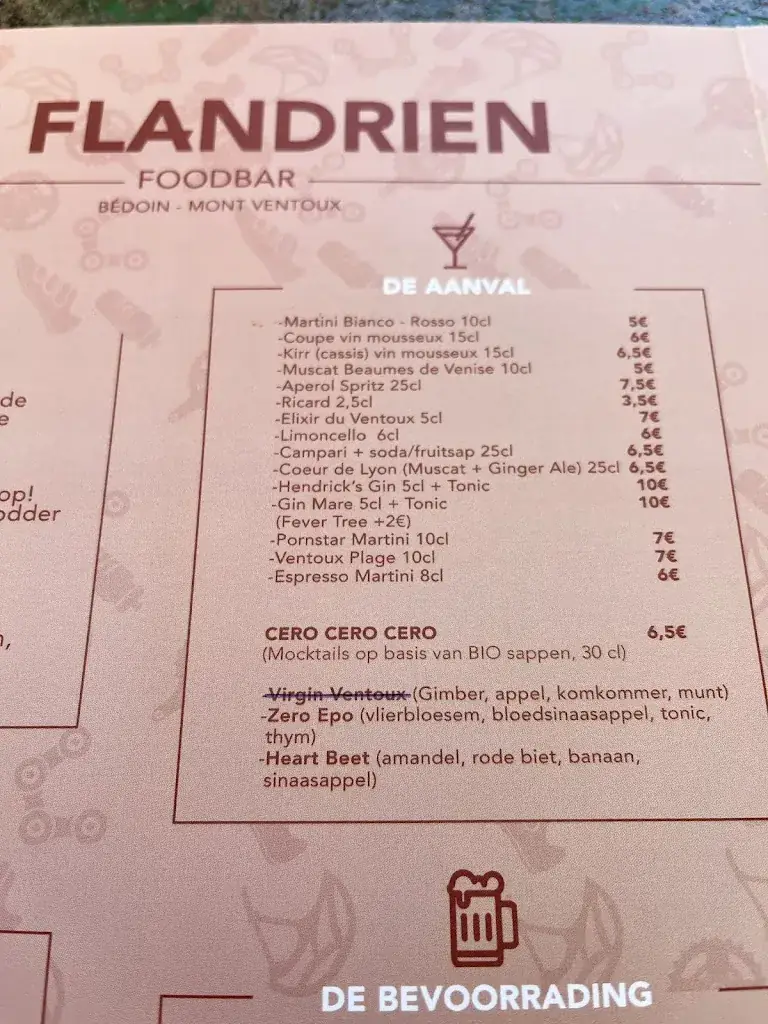 FLANDRIEN
FOODBAR
BÉDOIN - MONT VENTOUX
DE AANVAL
-Martini Bianco - Rosso 10cl 5€
-Coupe vin mousseux 15cl 6€
-Kirr (cassis) vin mousseux 15cl 6,5€
-Muscat Beaumes de Venise 10cl 5€
-Aperol Spritz 25cl 7,5€
-Ricard 2,5cl 3,5€
-Elixir du Ventoux 5cl 7€
-Limoncello 6cl 6€
-Campari + soda/fruitsap 25cl 6,5€
-Coeur de Lyon (Muscat + Ginger Ale) 25cl 6,5€
-Hendrick's Gin 5cl + Tonic 10€
-Gin Mare 5cl + Tonic 10€
(Fever Tree +2€)
-Pornstar Martini 10cl 7€
-Ventoux Plage 10cl 7€
-Espresso Martini 8cl 6€
CERO CERO CERO 6,5€
(Mocktails op basis van BIO sappen, 30 cl)
-Virgin Ventoux (Gimber, appel, komkommer, munt)
-Zero Epo (vlierbloesem, bloedsinaasappel, tonic,
thym)
-Heart Beet (amandel, rode biet, banaan,
sinaasappel)
DE BEVOORRADING
de
op!